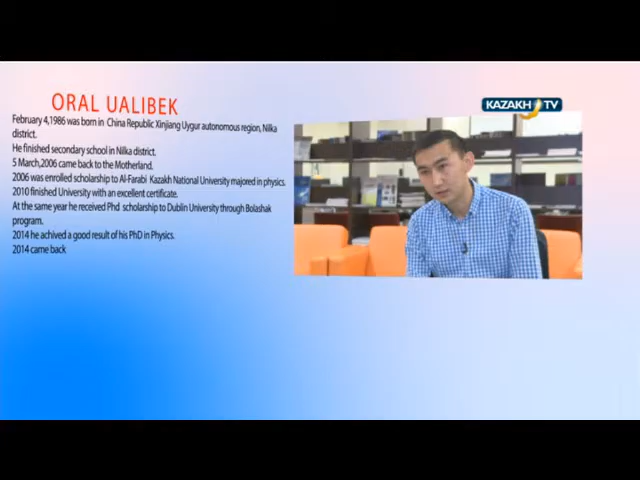 ORAL UALIBEK
KAZAKH TV
February 4,1986 was born in China Republic Xinjiang Uygur autonomous region, Nilka
district.
He finished secondary school in Nilka district.
5 March,2006 came back to the Motherland.
2006 was enrolled scholarship to Al-Farabi Kazakh National University majored in physics.
2010 finished University with an excellent certificate.
At the same year he received Phd scholarship to Dublin University through Bolashak
program.
2014 he achived a good result of his PhD in Physics.
2014 came back